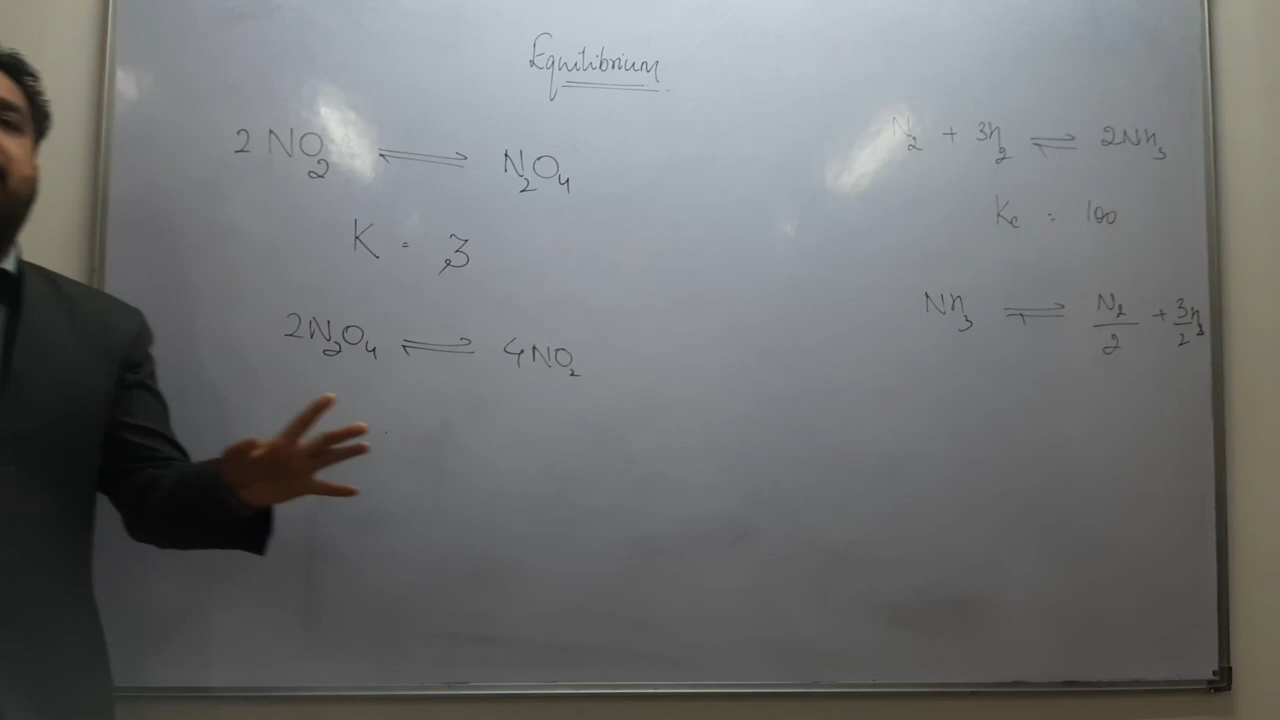 Equilibrium
2 NO₂ ⇌ N₂O₄
K = 3
2N₂O₄ ⇌ 4NO₂
N₂ + 3H₂ ⇌ 2NH₃
Kc = 100
NH₃ ⇌ N₂/2 + 3H₂/2